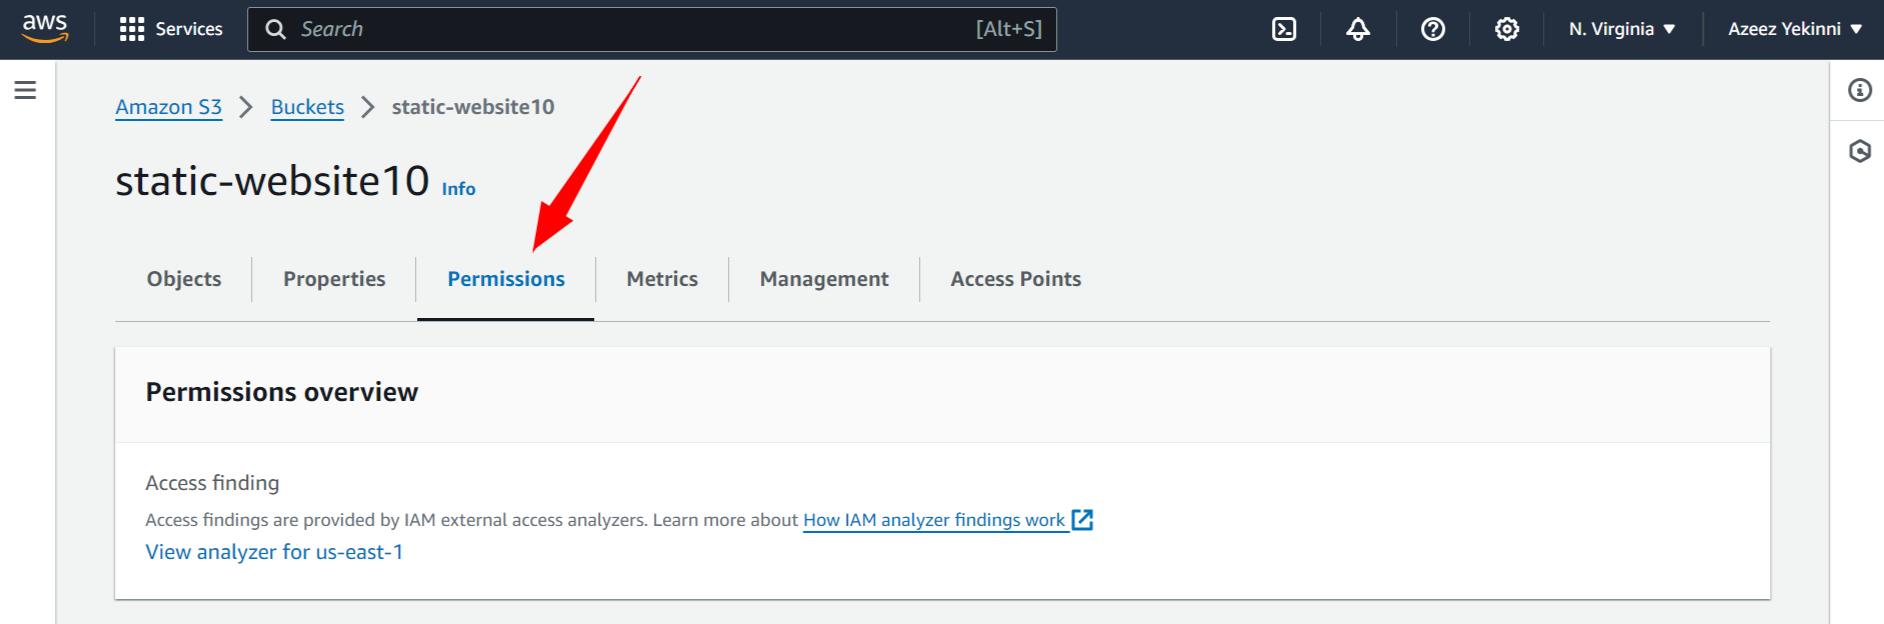 aws Services Search [Alt+S] N. Virginia Azeez Yekinni
Amazon S3 Buckets static-website10
static-website10 Info
Objects Properties Permissions Metrics Management Access Points
Permissions overview
Access finding
Access findings are provided by IAM external access analyzers. Learn more about How IAM analyzer findings work
View analyzer for us-east-1